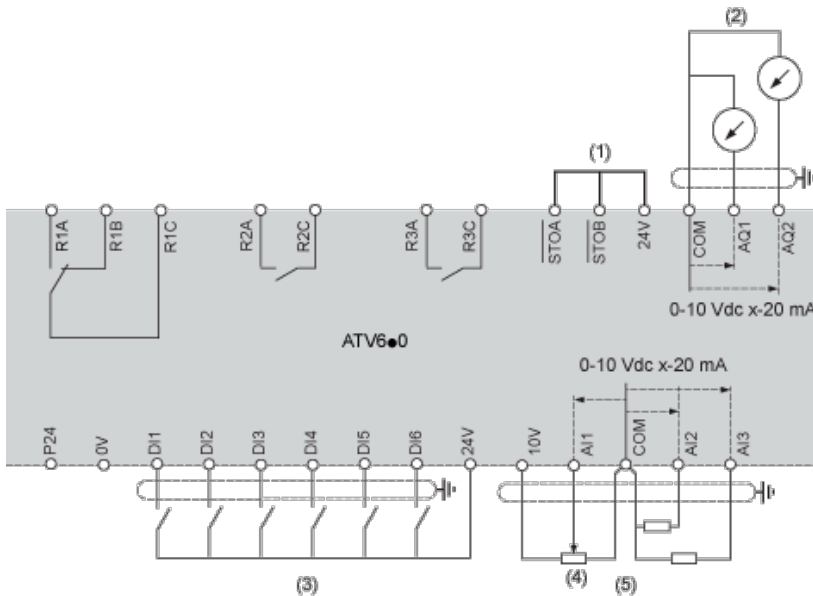 (2)
(1)
R1A R1B R1C R2A R2C R3A R3C STOA STOB 24V COM AQ1 AQ2
0-10 Vdc x-20 mA
ATV6●0
0-10 Vdc x-20 mA
P24 0V DI1 DI2 DI3 DI4 DI5 DI6 24V 10V AI1 COM AI2 AI3
(3) (4) (5)